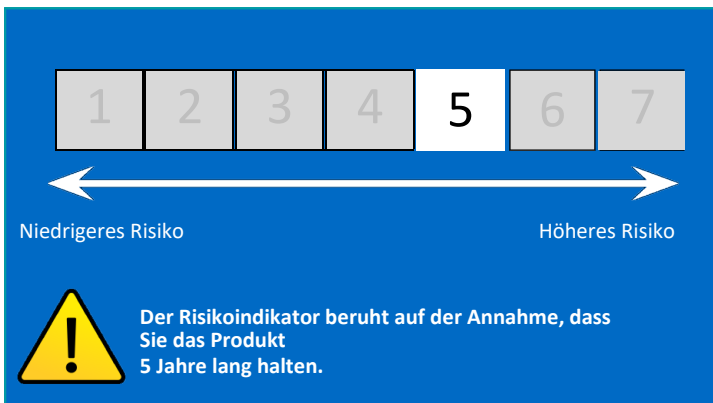 1 2 3 4 5 6 7
Niedrigeres Risiko Höheres Risiko
Der Risikoindikator beruht auf der Annahme, dass
Sie das Produkt
5 Jahre lang halten.